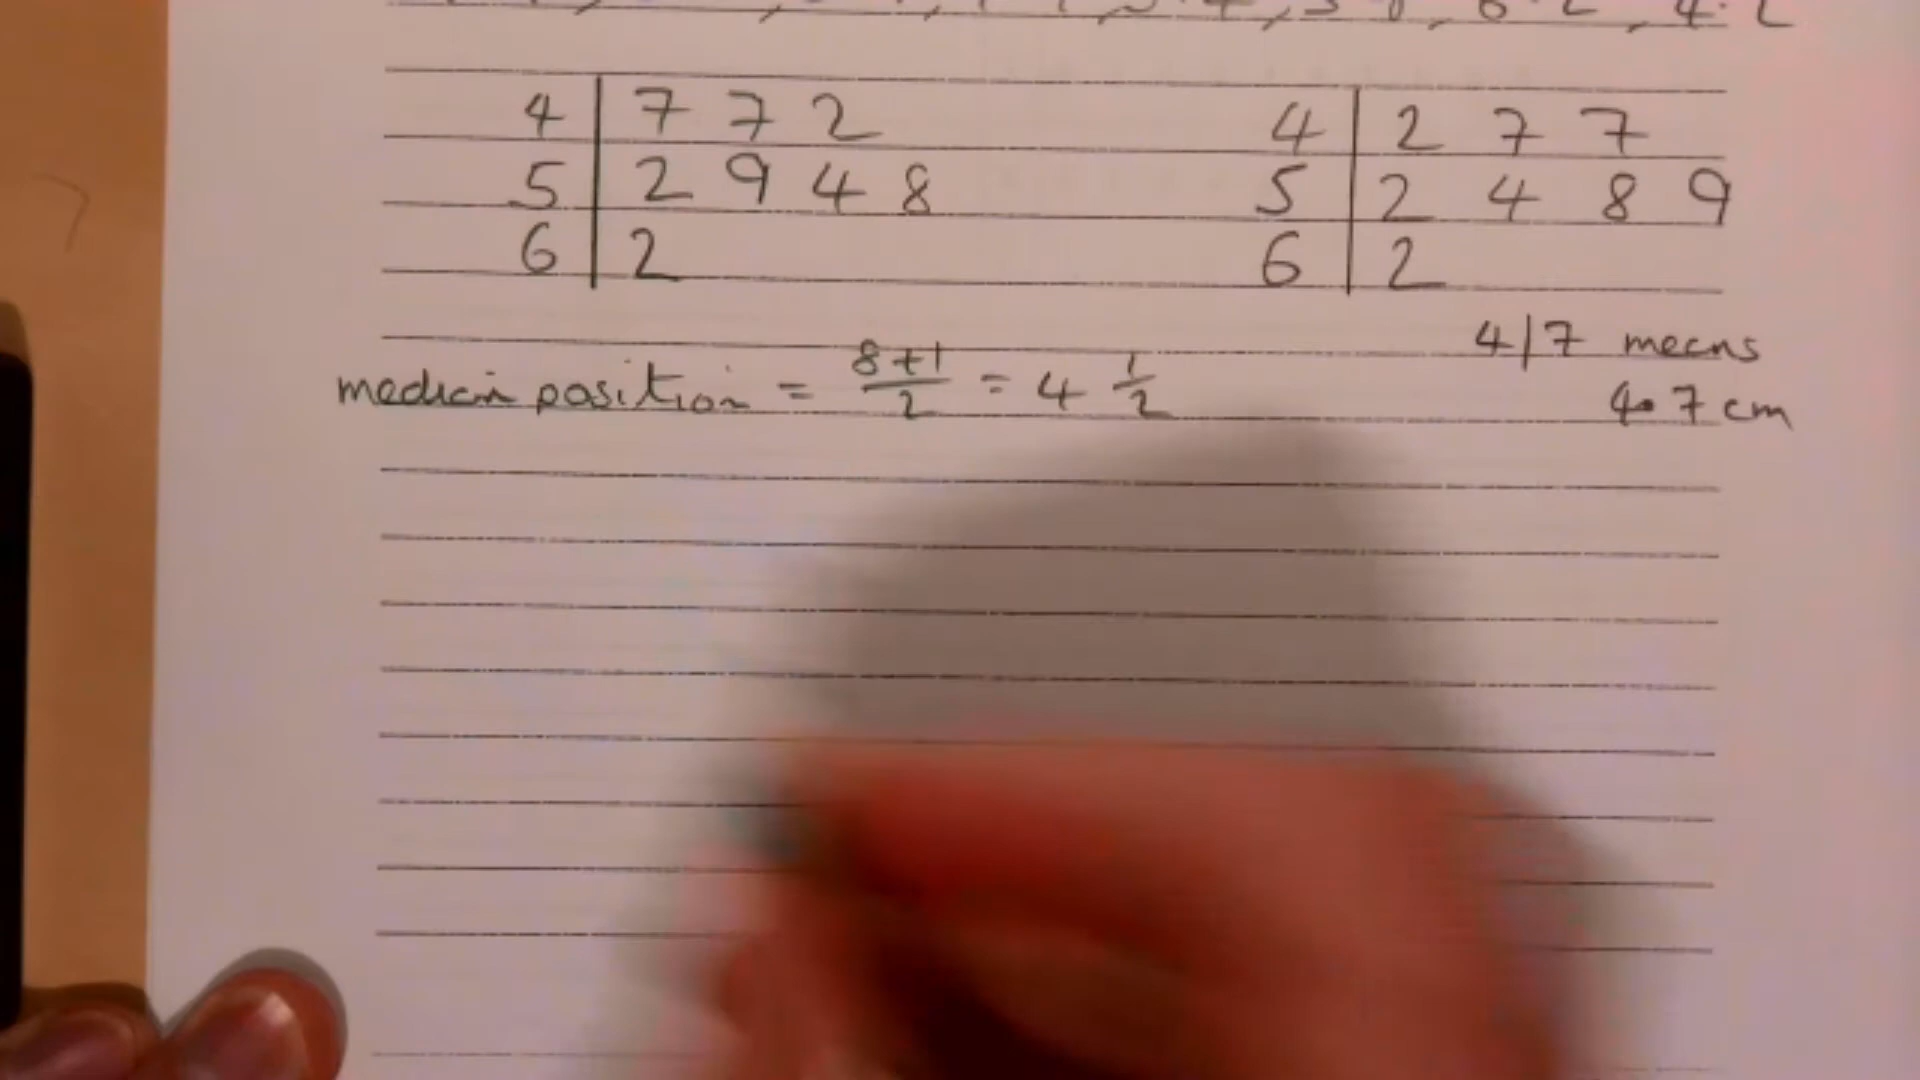 4 | 7 7 2
5 | 2 9 4 8
6 | 2
4 | 2 7 7
5 | 2 4 8 9
6 | 2
4|7 means
4.7 cm
median position = 8+1/2 = 4 1/2